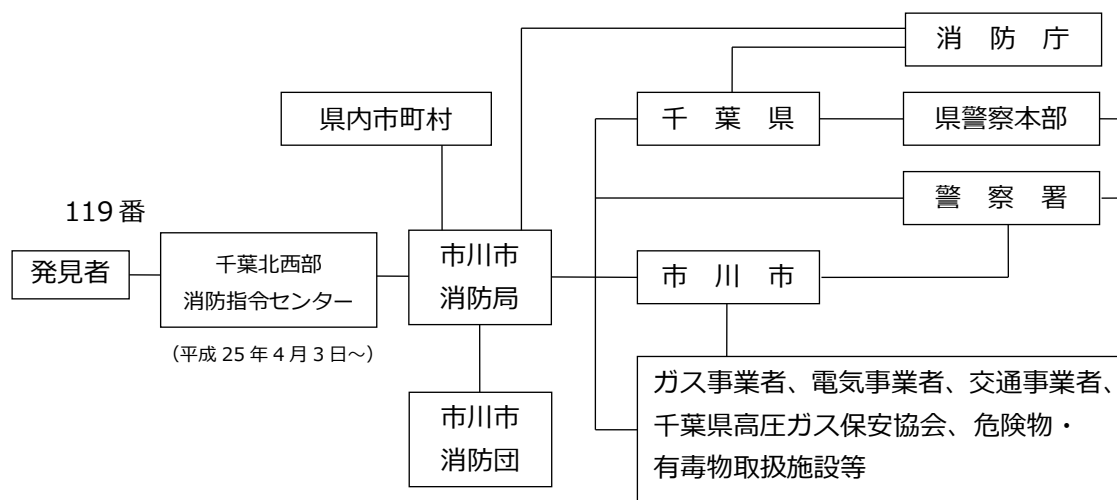 消 防 庁
県内市町村
千 葉 県
県警察本部
警 察 署
119番
発見者
千葉北西部
消防指令センター
(平成25年4月3日~)
市川市
消防局
市 川 市
市川市
消防団
ガス事業者、電気事業者、交通事業者、
千葉県高圧ガス保安協会、危険物・
有毒物取扱施設等